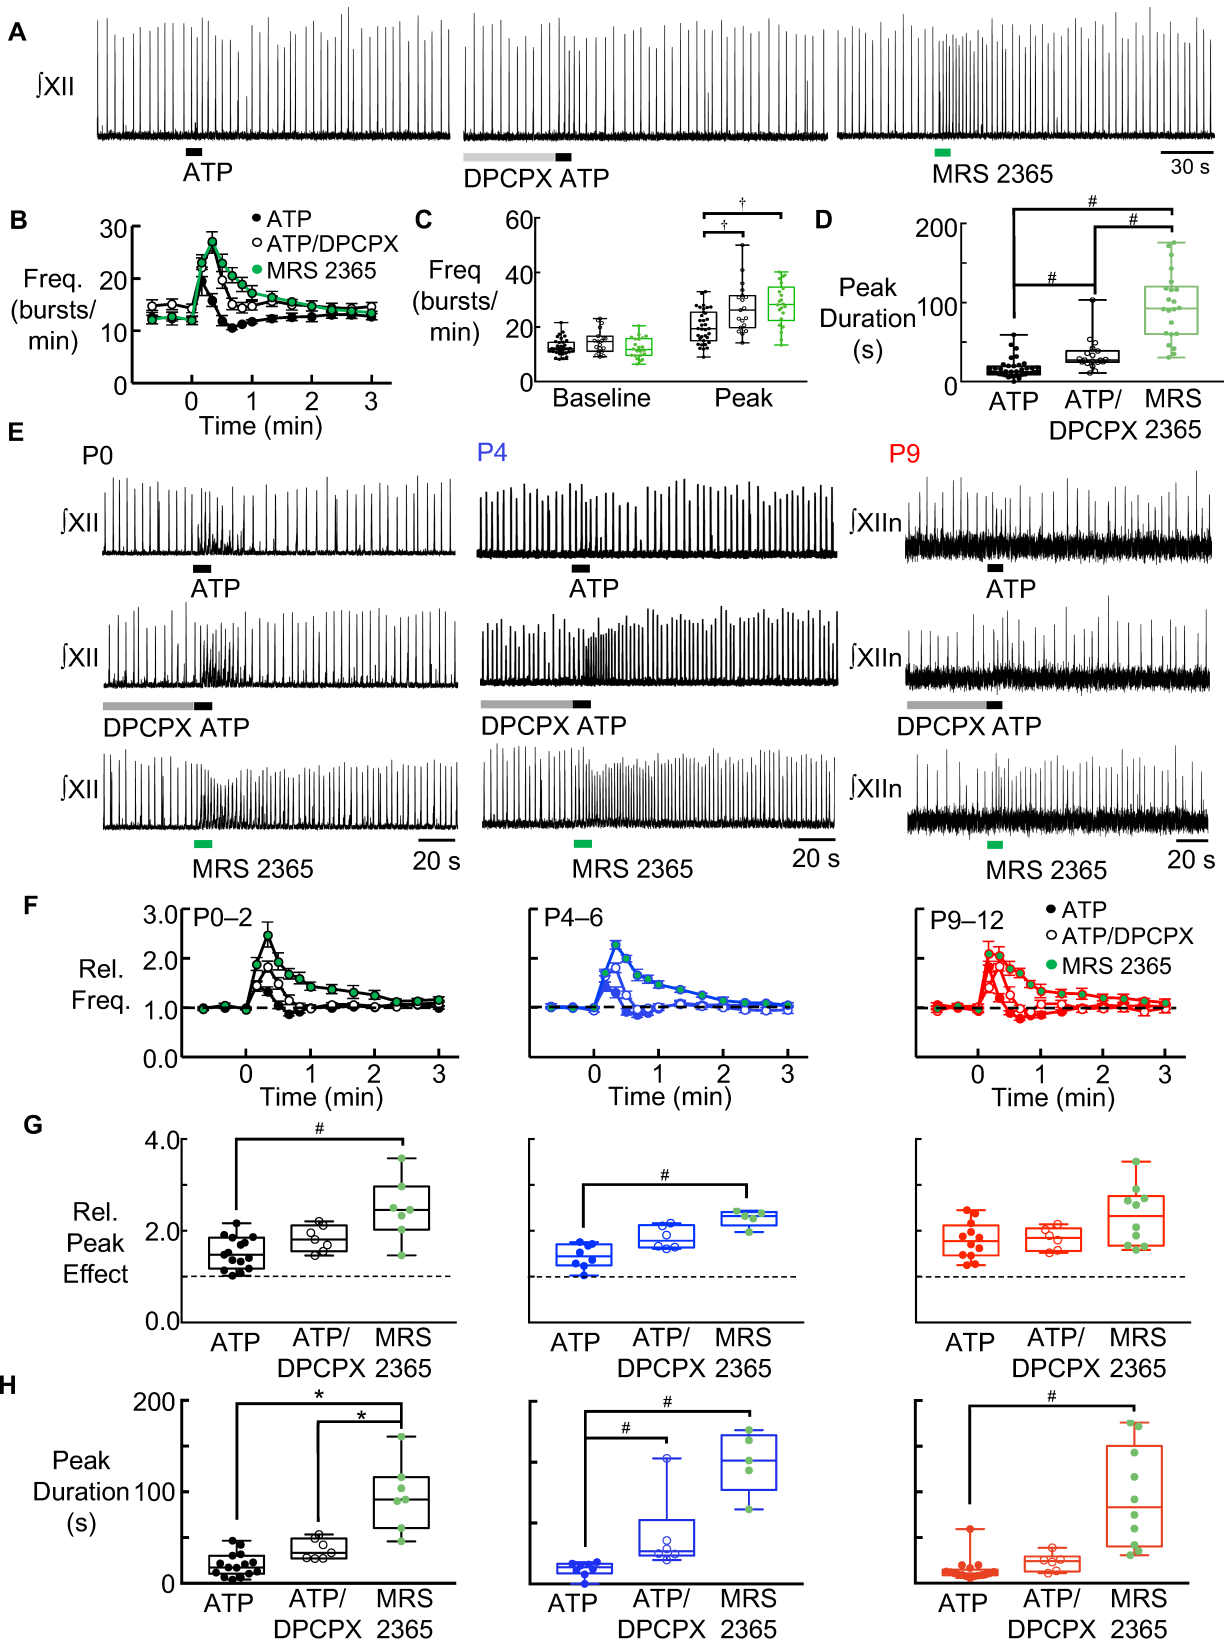 A
∫XII
ATP
DPCPX ATP
MRS 2365
30 s
B
30
20
10
0
Freq.
(bursts/
min)
ATP
ATP/DPCPX
MRS 2365
0 1 2 3
Time (min)
C
60
40
20
0
Freq
(bursts/
min)
† †
Baseline Peak
D
200
100
0
Peak
Duration
(s)
# # #
ATP ATP/ MRS
DPCPX 2365
E
P0 P4 P9
∫XII ∫XIIn
ATP ATP ATP
∫XII ∫XIIn
DPCPX ATP DPCPX ATP DPCPX ATP
∫XII ∫XIIn
20 s 20 s 20 s
MRS 2365 MRS 2365 MRS 2365
F
3.0
2.0
1.0
0.0
Rel.
Freq.
P0–2 P4–6 P9–12
ATP
ATP/DPCPX
MRS 2365
0 1 2 3 0 1 2 3 0 1 2 3
Time (min) Time (min) Time (min)
G
4.0
2.0
0.0
Rel.
Peak
Effect
# #
ATP ATP/ MRS ATP ATP/ MRS ATP ATP/ MRS
DPCPX 2365 DPCPX 2365 DPCPX 2365
H
200
100
0
Peak
Duration
(s)
* * # # #
ATP ATP/ MRS ATP ATP/ MRS ATP ATP/ MRS
DPCPX 2365 DPCPX 2365 DPCPX 2365